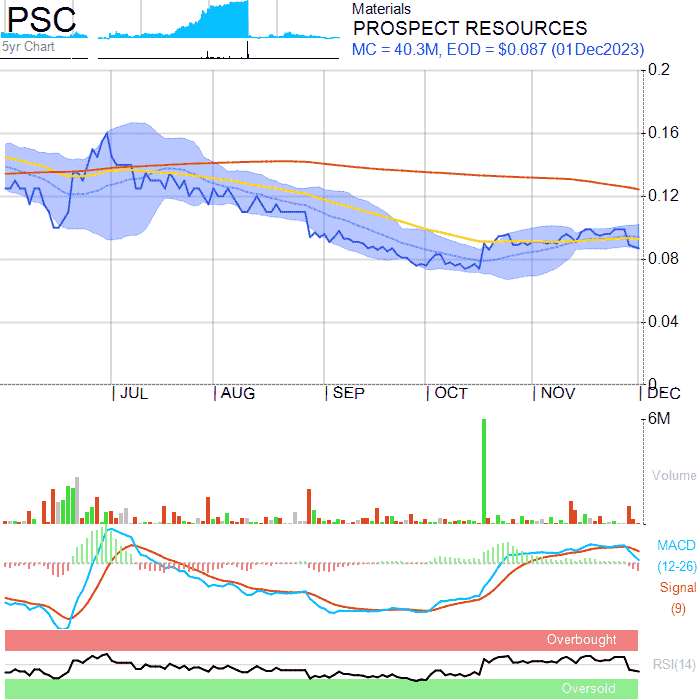 PSC
5yr Chart
Materials
PROSPECT RESOURCES
MC = 40.3M, EOD = $0.087 (01Dec2023)
0.2
0.16
0.12
0.08
0.04
0
JUL AUG SEP OCT NOV DEC
6M
Volume
MACD
(12-26)
Signal
(9)
Overbought
RSI(14)
Oversold